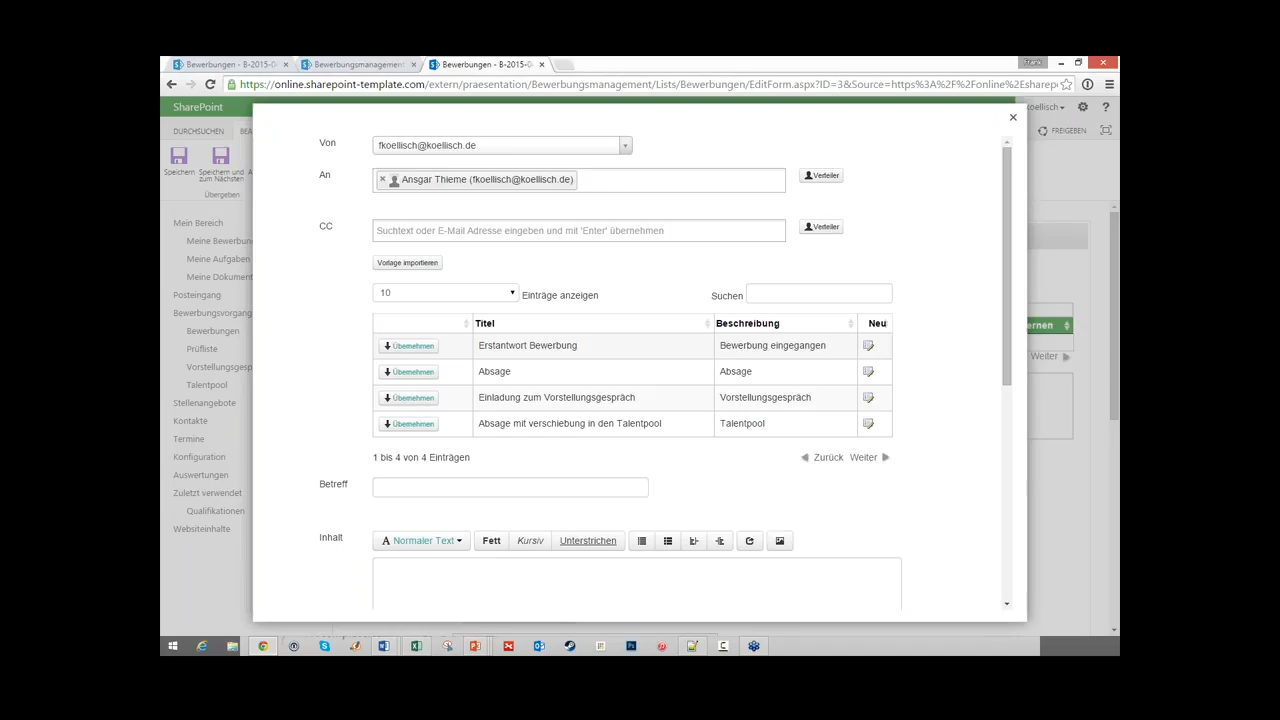 Bewerbungen - B-2015-0
Bewerbungsmanagement
Bewerbungen - B-2015-0
Frank
https://online.sharepoint-template.com/extern/praesentation/Bewerbungsmanagement/Lists/Bewerbungen/EditForm.aspx?ID=3&Source=https%3A%2F%2Fonline%2Esharep
SharePoint
koellisch
?
DURCHSUCHEN
BEA
FREIGEBEN
Speichern
Speichern und
zum Nächsten
Übergeben
Mein Bereich
Meine Bewerbun
Meine Aufgaben
Meine Dokument
Posteingang
Bewerbungsvorgang
Bewerbungen
Prüfliste
Vorstellungsgesp
Talentpool
Stellenangebote
Kontakte
Termine
Konfiguration
Auswertungen
Zuletzt verwendet
Qualifikationen
Websiteinhalte
Von
fkoellisch@koellisch.de
An
Ansgar Thieme (fkoellisch@koellisch.de)
Verteiler
CC
Suchtext oder E-Mail Adresse eingeben und mit 'Enter' übernehmen
Verteiler
Vorlage importieren
10
Einträge anzeigen
Suchen
Titel
Beschreibung
Neu
Übernehmen
Erstantwort Bewerbung
Bewerbung eingegangen
Übernehmen
Absage
Absage
Übernehmen
Einladung zum Vorstellungsgespräch
Vorstellungsgespräch
Übernehmen
Absage mit verschiebung in den Talentpool
Talentpool
1 bis 4 von 4 Einträgen
Zurück
Weiter
Betreff
Inhalt
A Normaler Text
Fett
Kursiv
Unterstrichen
ernen
Weiter